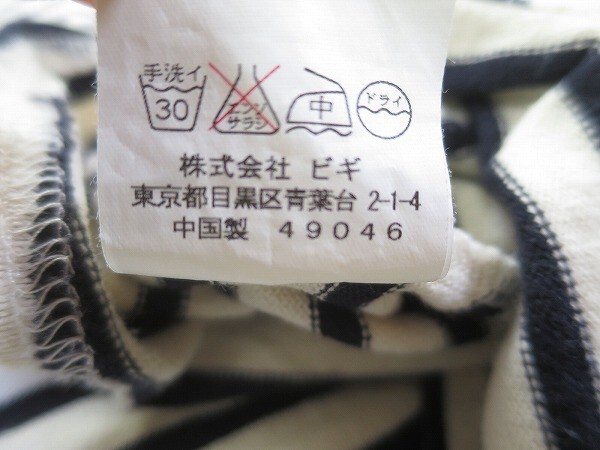 手洗イ
30
エンソ
サラシ
中
ドライ
株式会社 ビギ
東京都目黒区青葉台 2-1-4
中国製 49046